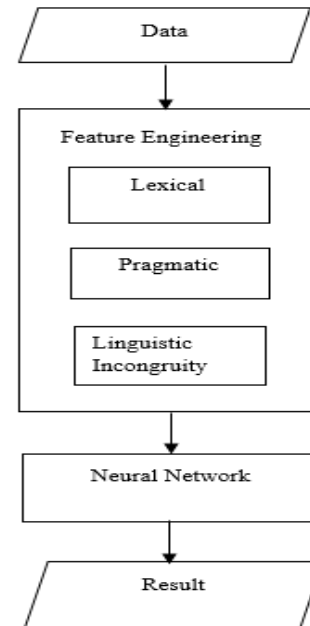 Data
Feature Engineering
Lexical
Pragmatic
Linguistic
Incongruity
Neural Network
Result